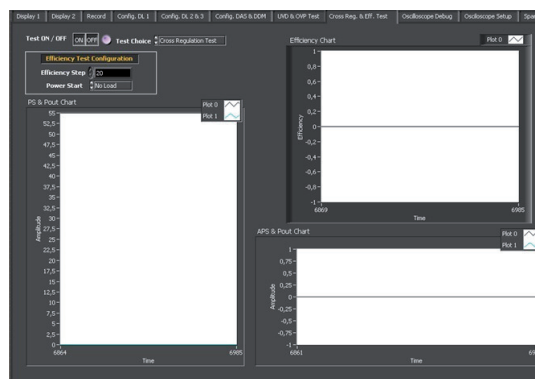 Display 1 Display 2 Record Config. DL 1 Config. DL 2 & 3 Config. DAS & DDM UVD & OVP Test Cross Reg. & Eff. Test Oscilloscope Debug Oscilloscope Setup
Test ON / OFF ON OFF Test Choice Cross Regulation Test
Efficiency Test Configuration
Efficiency Step 20
Power Start No Load
PS & Pout Chart
Plot 0
Plot 1
55
52,5
50
47,5
45
42,5
40
37,5
35
32,5
30
27,5
25
22,5
20
17,5
15
12,5
10
7,5
5
2,5
0
Amplitude
6864 6985
Time
Efficiency Chart
Plot 0
1
0,8
0,6
0,4
0,2
0
-0,2
-0,4
-0,6
-0,8
-1
Efficiency
6869 6985
Time
APS & Pout Chart
Plot 0
Plot 1
1
0,75
0,5
0,25
0
-0,25
-0,5
-0,75
-1
Amplitude
6861
Time